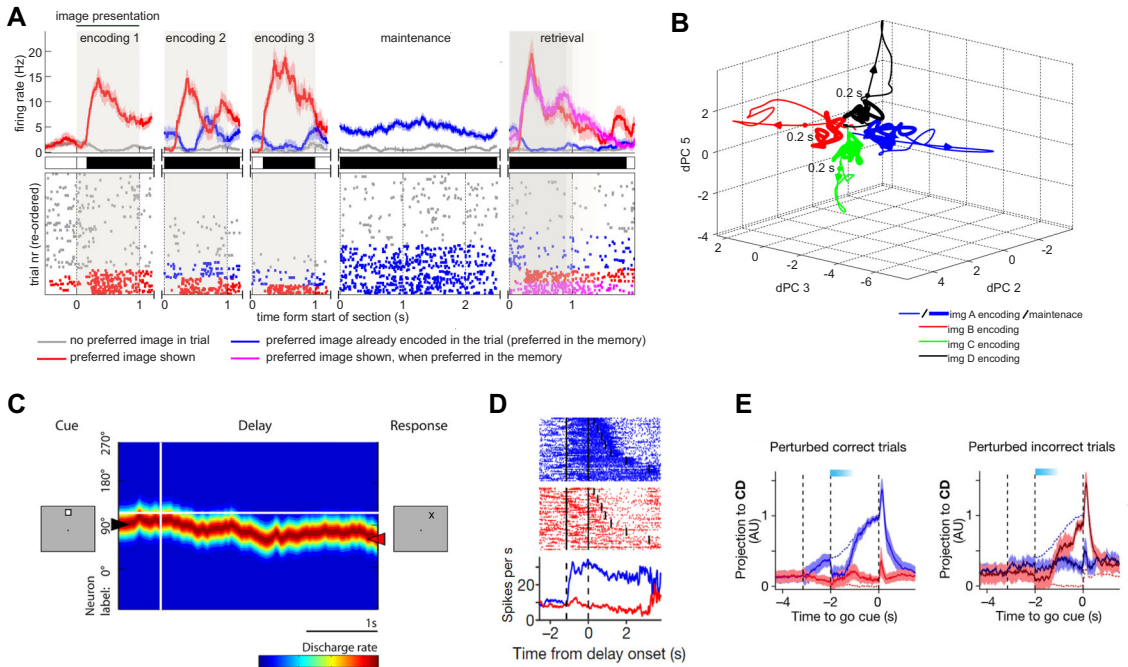 A
image presentation
encoding 1
encoding 2
encoding 3
maintenance
retrieval
firing rate (Hz)
20
15
10
5
0
trial nr (re-ordered)
0
1
0
1
0
1
0
1
2
0
1
time form start of section (s)
no preferred image in trial
preferred image already encoded in the trial (preferred in the memory)
preferred image shown
preferred image shown, when preferred in the memory
B
dPC 5
2
0
-2
-4
0.2 s
0.2 s
0.2 s
2
0
-2
-4
-6
dPC 3
4
2
0
-2
dPC 2
/ img A encoding /maintenace
img B encoding
img C encoding
img D encoding
C
Cue
Delay
Response
270°
180°
90°
0°
Neuron
label:
x
1s
Discharge rate
D
Spikes per s
20
0
−2
0
2
Time from delay onset (s)
E
Perturbed correct trials
Perturbed incorrect trials
Projection to CD
(AU)
1
0
−4
−2
0
Time to go cue (s)
Projection to CD
(AU)
1
0
−4
−2
0
Time to go cue (s)